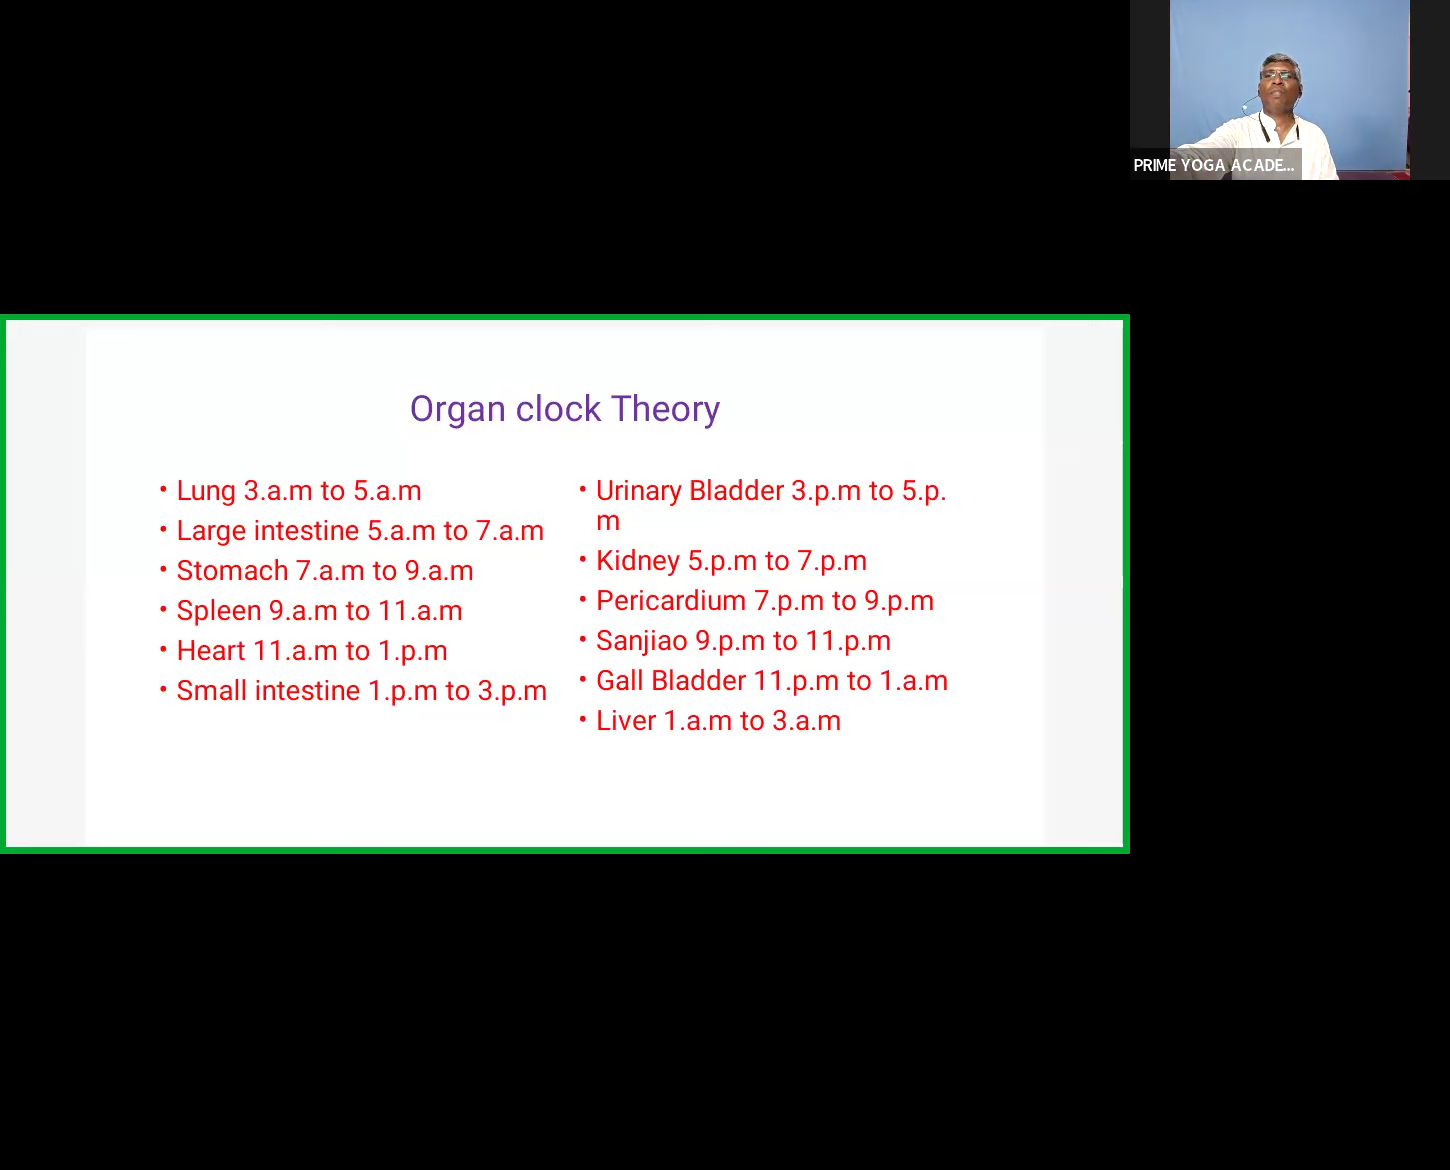 PRIME YOGA ACADE...
Organ clock Theory
• Lung 3.a.m to 5.a.m
• Large intestine 5.a.m to 7.a.m
• Stomach 7.a.m to 9.a.m
• Spleen 9.a.m to 11.a.m
• Heart 11.a.m to 1.p.m
• Small intestine 1.p.m to 3.p.m
• Urinary Bladder 3.p.m to 5.p.
m
• Kidney 5.p.m to 7.p.m
• Pericardium 7.p.m to 9.p.m
• Sanjiao 9.p.m to 11.p.m
• Gall Bladder 11.p.m to 1.a.m
• Liver 1.a.m to 3.a.m